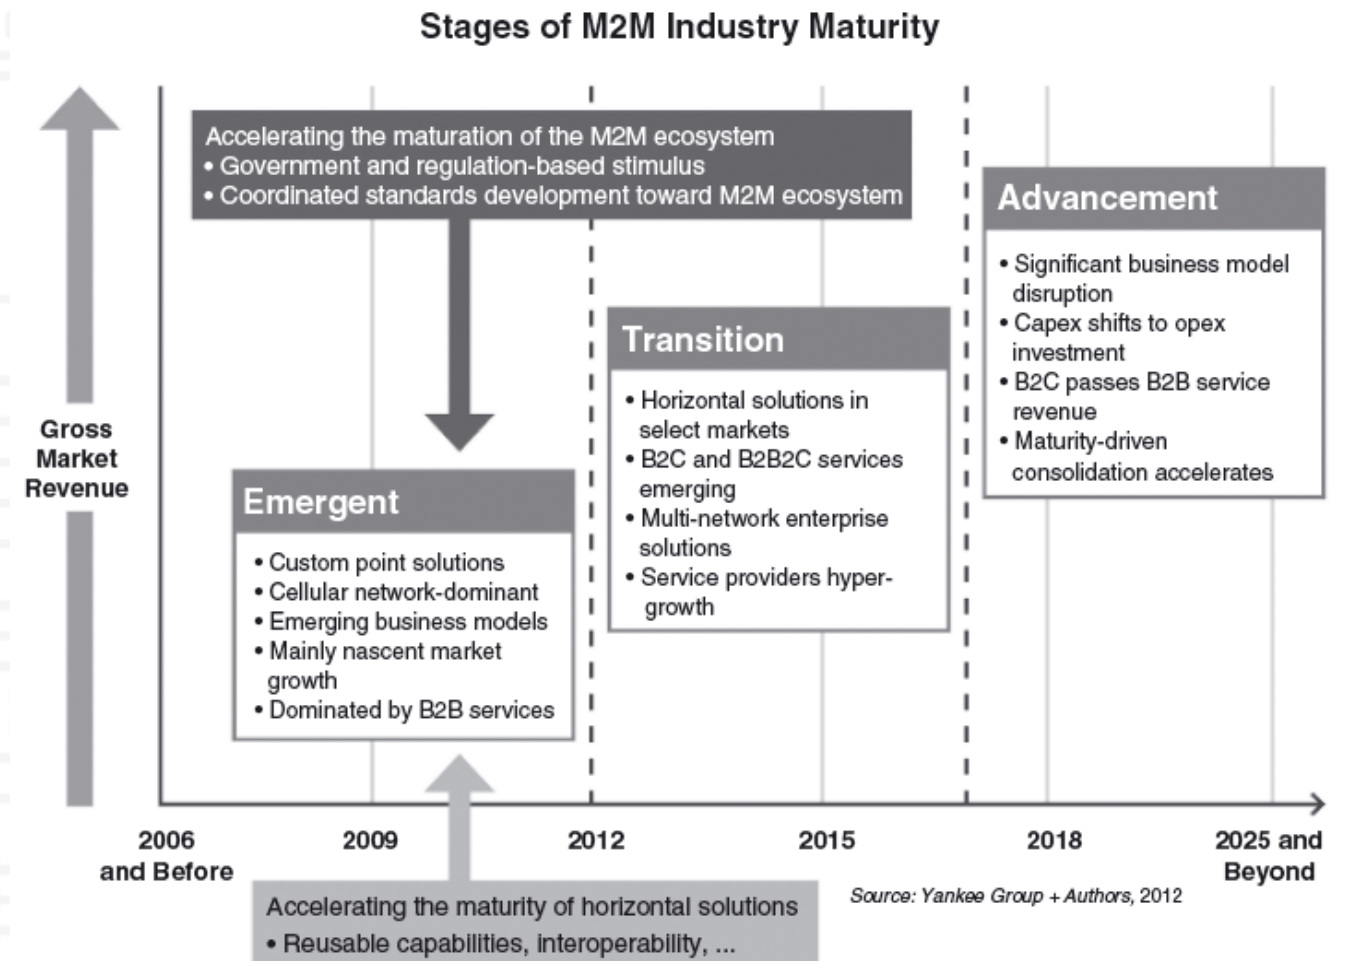 Stages of M2M Industry Maturity
Accelerating the maturation of the M2M ecosystem
• Government and regulation-based stimulus
• Coordinated standards development toward M2M ecosystem
Advancement
• Significant business model
disruption
• Capex shifts to opex
investment
• B2C passes B2B service
revenue
• Maturity-driven
consolidation accelerates
Transition
• Horizontal solutions in
select markets
• B2C and B2B2C services
emerging
• Multi-network enterprise
solutions
• Service providers hyper-
growth
Gross
Market
Revenue
Emergent
• Custom point solutions
• Cellular network-dominant
• Emerging business models
• Mainly nascent market
growth
• Dominated by B2B services
2006
and Before
2009
2012
2015
2018
2025 and
Beyond
Source: Yankee Group + Authors, 2012
Accelerating the maturity of horizontal solutions
• Reusable capabilities, interoperability, ...